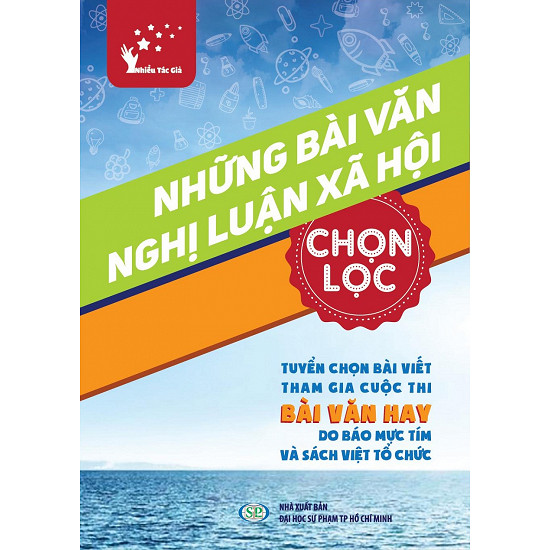 Nhiều Tác Giả
NHỮNG BÀI VĂN
NGHỊ LUẬN XÃ HỘI
CHỌN
LỌC
TUYỂN CHỌN BÀI VIẾT
THAM GIA CUỘC THI
BÀI VĂN HAY
DO BÁO MỰC TÍM
VÀ SÁCH VIỆT TỔ CHỨC
NHÀ XUẤT BẢN
ĐẠI HỌC SƯ PHẠM TP HỒ CHÍ MINH